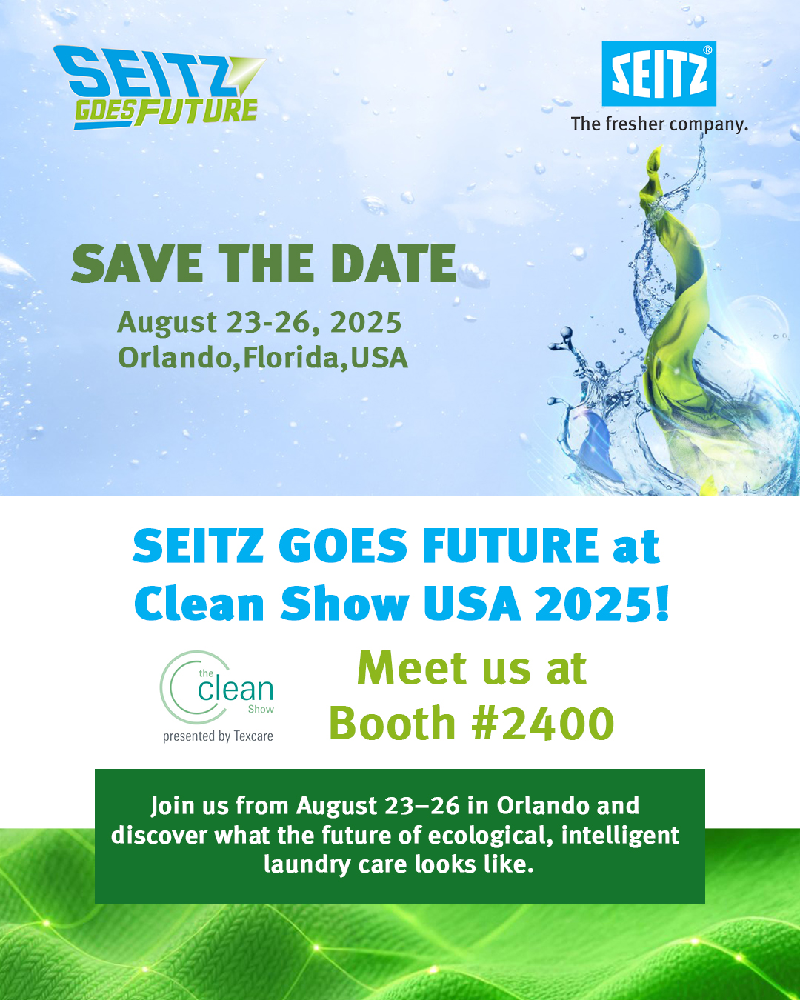 SEITZ
GOES FUTURE
SEITZ®
The fresher company.
SAVE THE DATE
August 23-26, 2025
Orlando,Florida,USA
SEITZ GOES FUTURE at
Clean Show USA 2025!
the
clean
Show
presented by Texcare
Meet us at
Booth #2400
Join us from August 23–26 in Orlando and
discover what the future of ecological, intelligent
laundry care looks like.